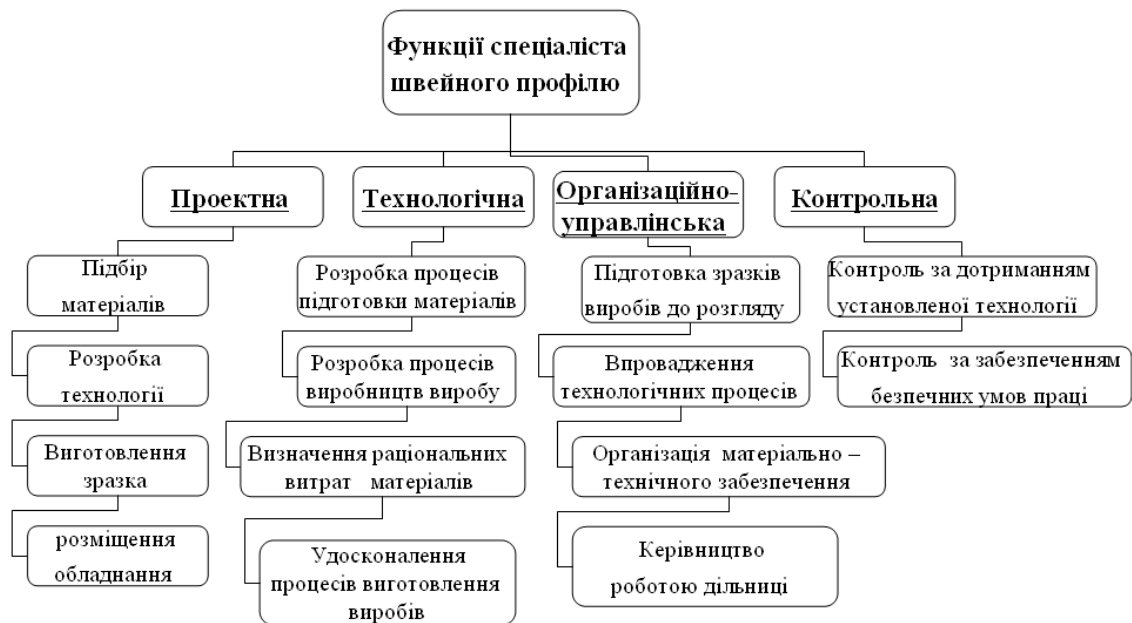 Функції спеціаліста
швейного профілю
Проектна
Технологічна
Організаційно-
управлінська
Контрольна
Підбір
матеріалів
Розробка
технології
Виготовлення
зразка
розміщення
обладнання
Розробка процесів
підготовки матеріалів
Розробка процесів
виробництв виробу
Визначення раціональних
витрат матеріалів
Удосконалення
процесів виготовлення
виробів
Підготовка зразків
виробів до розгляду
Впровадження
технологічних процесів
Організація матеріально –
технічного забезпечення
Керівництво
роботою дільниці
Контроль за дотриманням
установленої технології
Контроль за забезпеченням
безпечних умов праці